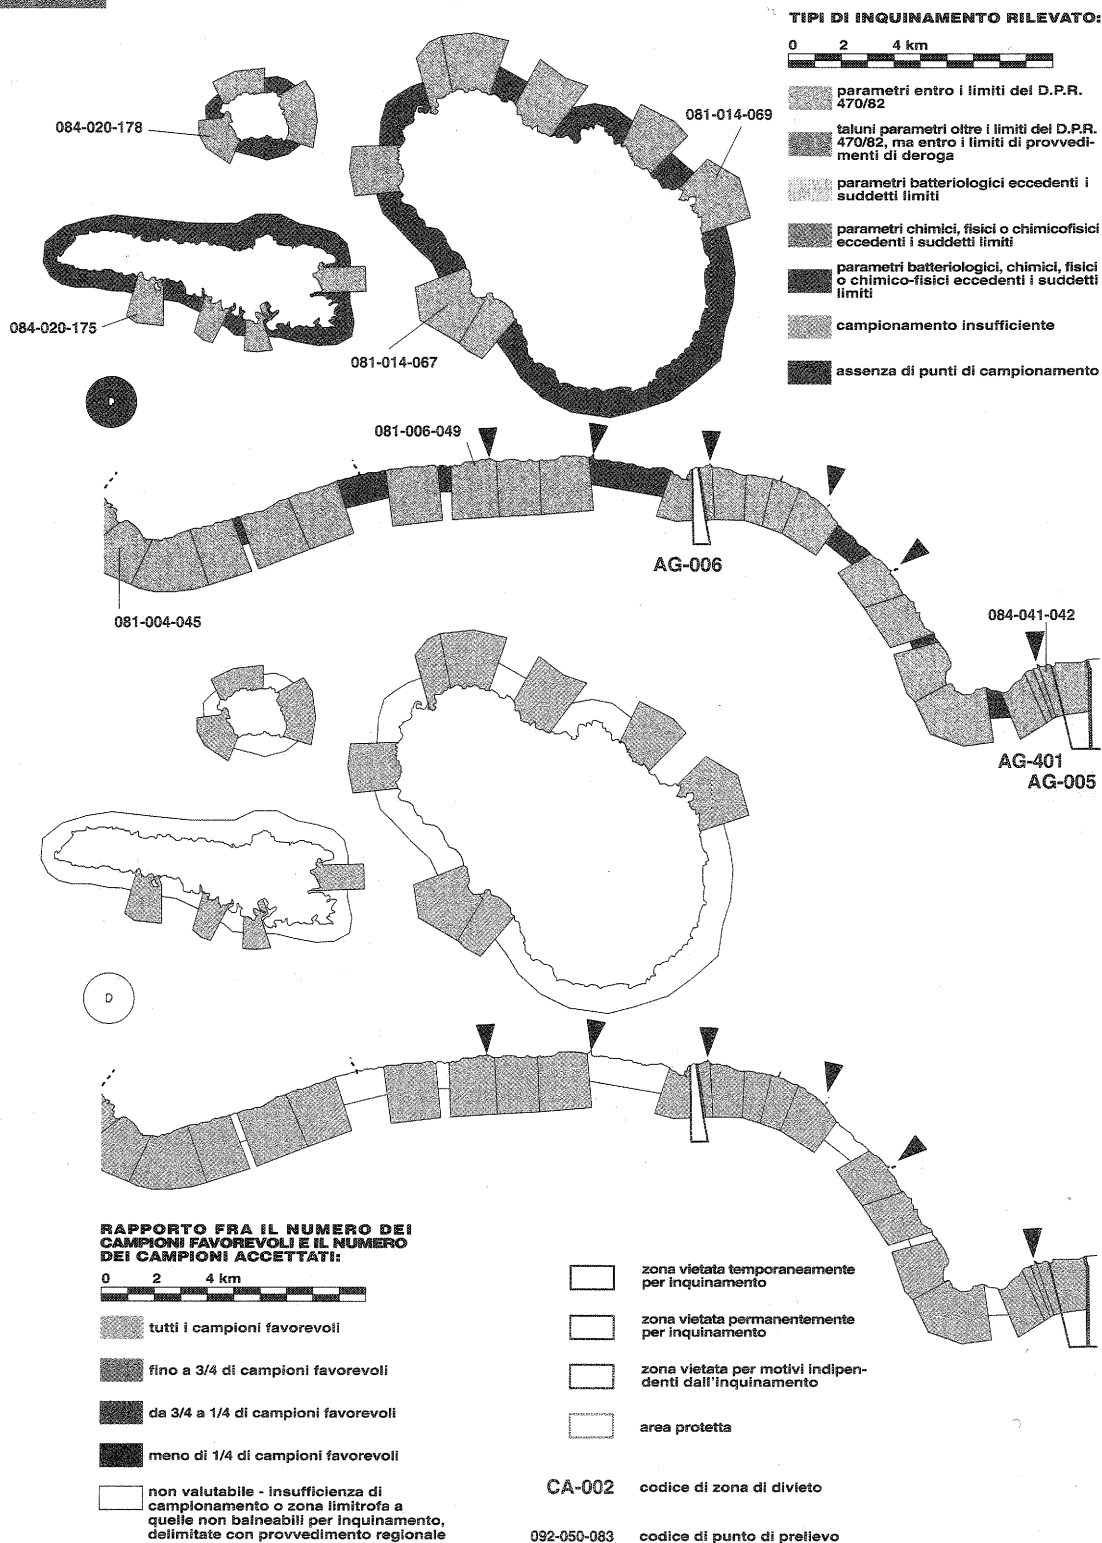 TIPI DI INQUINAMENTO RILEVATO:
0 2 4 km
parametri entro i limiti del D.P.R.
470/82
taluni parametri oltre i limiti del D.P.R.
470/82, ma entro i limiti di provvedi-
menti di deroga
parametri batteriologici eccedenti i
suddetti limiti
parametri chimici, fisici o chimicofisici
eccedenti i suddetti limiti
parametri batteriologici, chimici, fisici
o chimico-fisici eccedenti i suddetti
limiti
campionamento insufficiente
assenza di punti di campionamento
084-020-178
081-014-069
084-020-175
081-014-067
081-006-049
AG-006
081-004-045
084-041-042
AG-401
AG-005
D
RAPPORTO FRA IL NUMERO DEI
CAMPIONI FAVOREVOLI E IL NUMERO
DEI CAMPIONI ACCETTATI:
0 2 4 km
tutti i campioni favorevoli
fino a 3/4 di campioni favorevoli
da 3/4 a 1/4 di campioni favorevoli
meno di 1/4 di campioni favorevoli
non valutabile - insufficienza di
campionamento o zona limitrofa a
quelle non balneabili per inquinamento,
delimitate con provvedimento regionale
zona vietata temporaneamente
per inquinamento
zona vietata permanentemente
per inquinamento
zona vietata per motivi indipen-
denti dall'inquinamento
area protetta
CA-002 codice di zona di divieto
092-050-083 codice di punto di prelievo